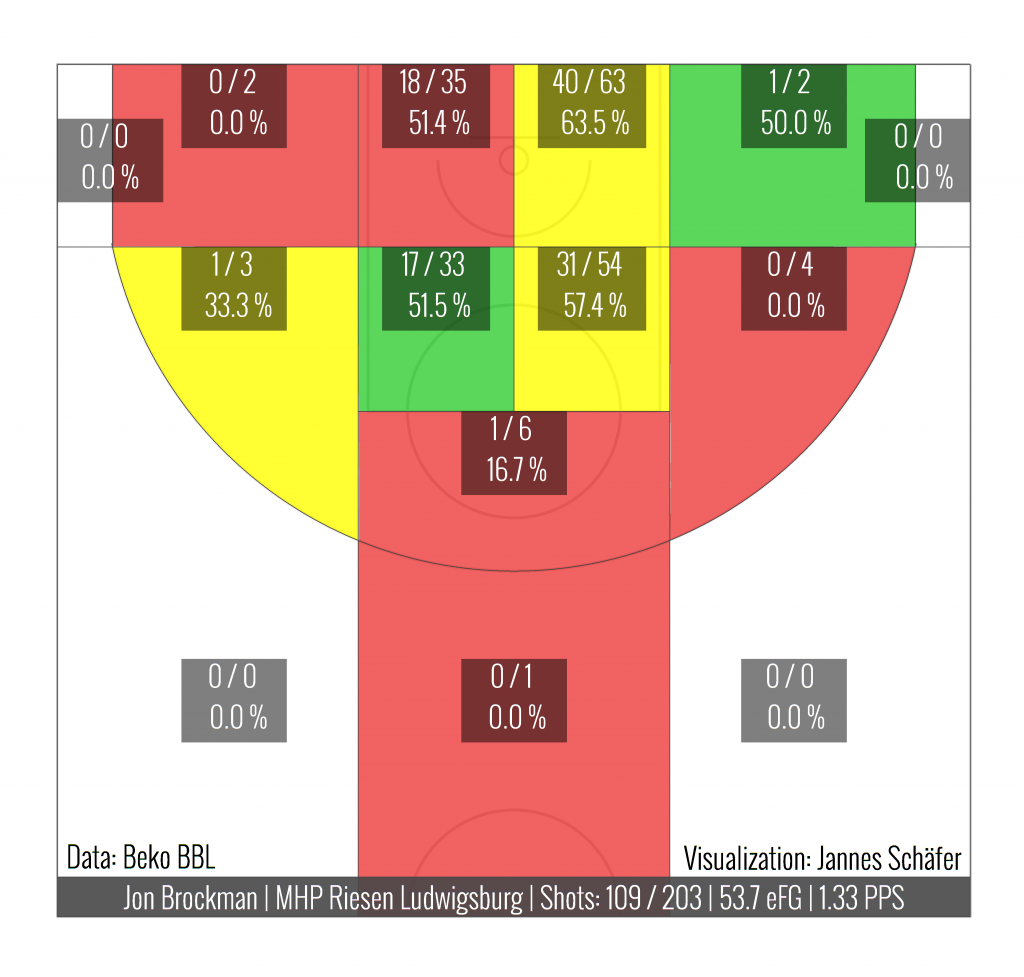 0 / 2
0.0 %
18 / 35
51.4 %
40 / 63
63.5 %
1 / 2
50.0 %
0 / 0
0.0 %
0 / 0
0.0 %
1 / 3
33.3 %
17 / 33
51.5 %
31 / 54
57.4 %
0 / 4
0.0 %
1 / 6
16.7 %
0 / 0
0.0 %
0 / 1
0.0 %
0 / 0
0.0 %
Data: Beko BBL
Visualization: Jannes Schäfer
Jon Brockman | MHP Riesen Ludwigsburg | Shots: 109 / 203 | 53.7 eFG | 1.33 PPS